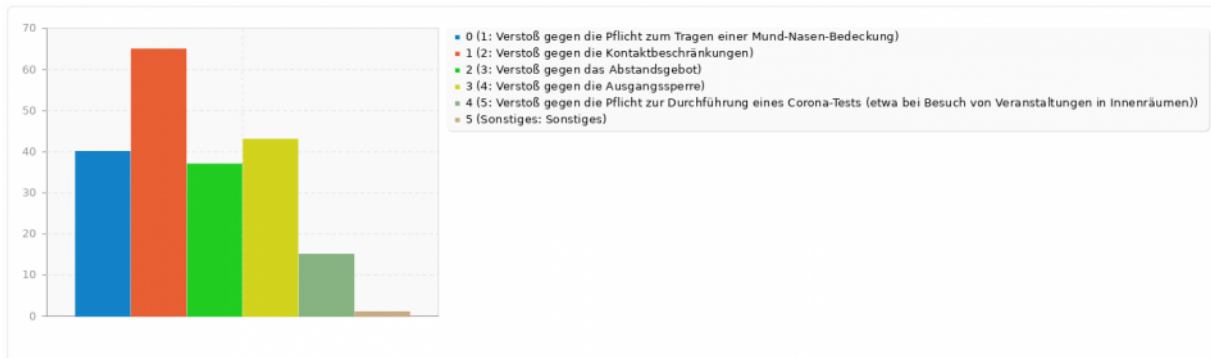 70
60
50
40
30
20
10
0
0 (1: Verstoß gegen die Pflicht zum Tragen einer Mund-Nasen-Bedeckung)
1 (2: Verstoß gegen die Kontaktbeschränkungen)
2 (3: Verstoß gegen das Abstandsgebot)
3 (4: Verstoß gegen die Ausgangssperre)
4 (5: Verstoß gegen die Pflicht zur Durchführung eines Corona-Tests (etwa bei Besuch von Veranstaltungen in Innenräumen))
5 (Sonstiges: Sonstiges)